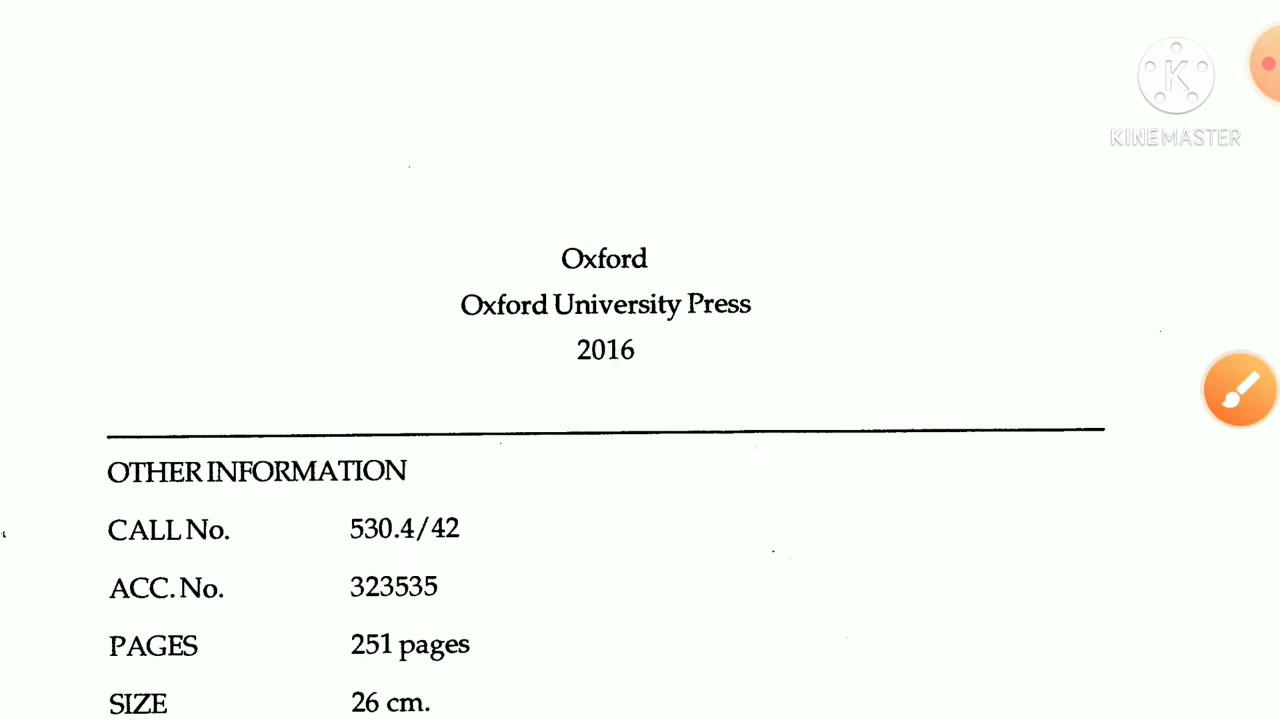 K
KINEMASTER
Oxford
Oxford University Press
2016
OTHER INFORMATION
CALL No. 530.4/42
ACC. No. 323535
PAGES 251 pages
SIZE 26 cm.